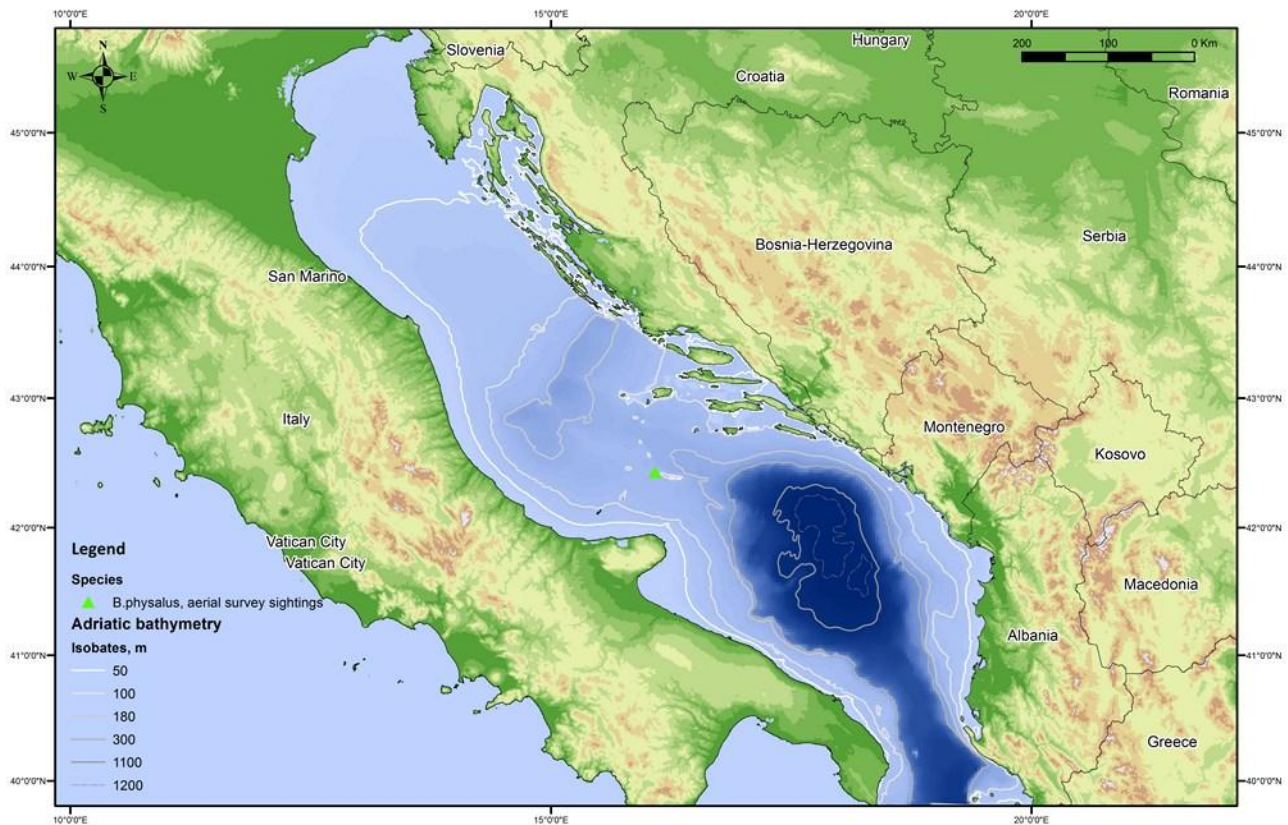 10°0'0"E 15°0'0"E 20°0'0"E
N
W E
S
Slovenia
Hungary
200 100 0 Km
Croatia
Romania
45°0'0"N 45°0'0"N
Bosnia-Herzegovina
Serbia
44°0'0"N 44°0'0"N
San Marino
43°0'0"N 43°0'0"N
Italy
Montenegro
Kosovo
42°0'0"N 42°0'0"N
Vatican City
Vatican City
Macedonia
Albania
41°0'0"N 41°0'0"N
Greece
40°0'0"N 40°0'0"N
Legend
Species
B.physalus, aerial survey sightings
Adriatic bathymetry
Isobates, m
50
100
180
300
1100
1200
10°0'0"E 15°0'0"E 20°0'0"E